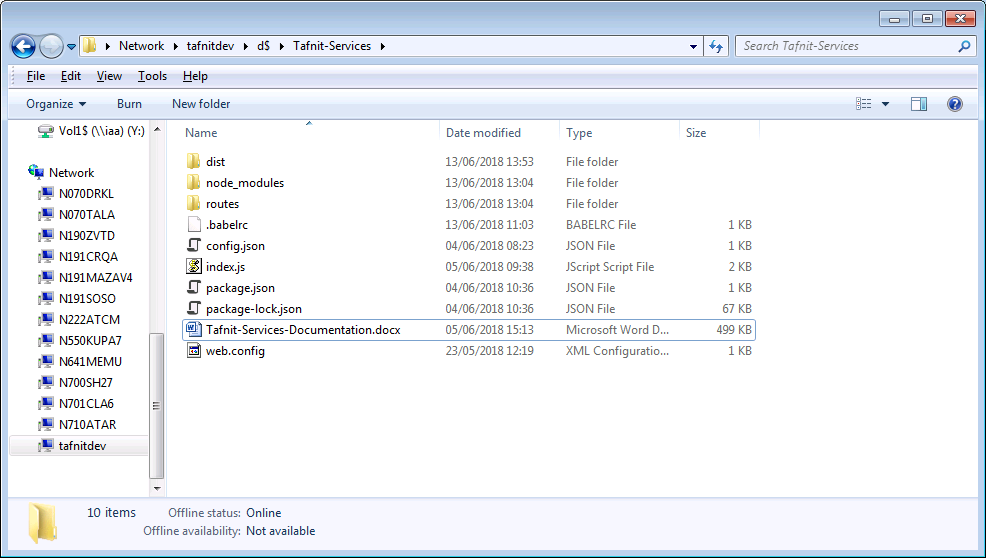 Network ▸ tafnitdev ▸ d$ ▸ Tafnit-Services ▸
Search Tafnit-Services
File Edit View Tools Help
Organize Burn New folder
Vol1$ (\\iaa) (Y:)
Network
N070DRKL
N070TALA
N190ZVTD
N191CRQA
N191MAZAV4
N191SOSO
N222ATCM
N550KUPA7
N641MEMU
N700SH27
N701CLA6
N710ATAR
tafnitdev
Name Date modified Type Size
dist 13/06/2018 13:53 File folder
node_modules 13/06/2018 13:04 File folder
routes 13/06/2018 13:04 File folder
.babelrc 13/06/2018 11:03 BABELRC File 1 KB
config.json 04/06/2018 08:23 JSON File 1 KB
index.js 05/06/2018 09:38 JScript Script File 2 KB
package.json 04/06/2018 10:36 JSON File 1 KB
package-lock.json 04/06/2018 10:36 JSON File 67 KB
Tafnit-Services-Documentation.docx 05/06/2018 15:13 Microsoft Word D... 499 KB
web.config 23/05/2018 12:19 XML Configuratio... 1 KB
10 items Offline status: Online
Offline availability: Not available